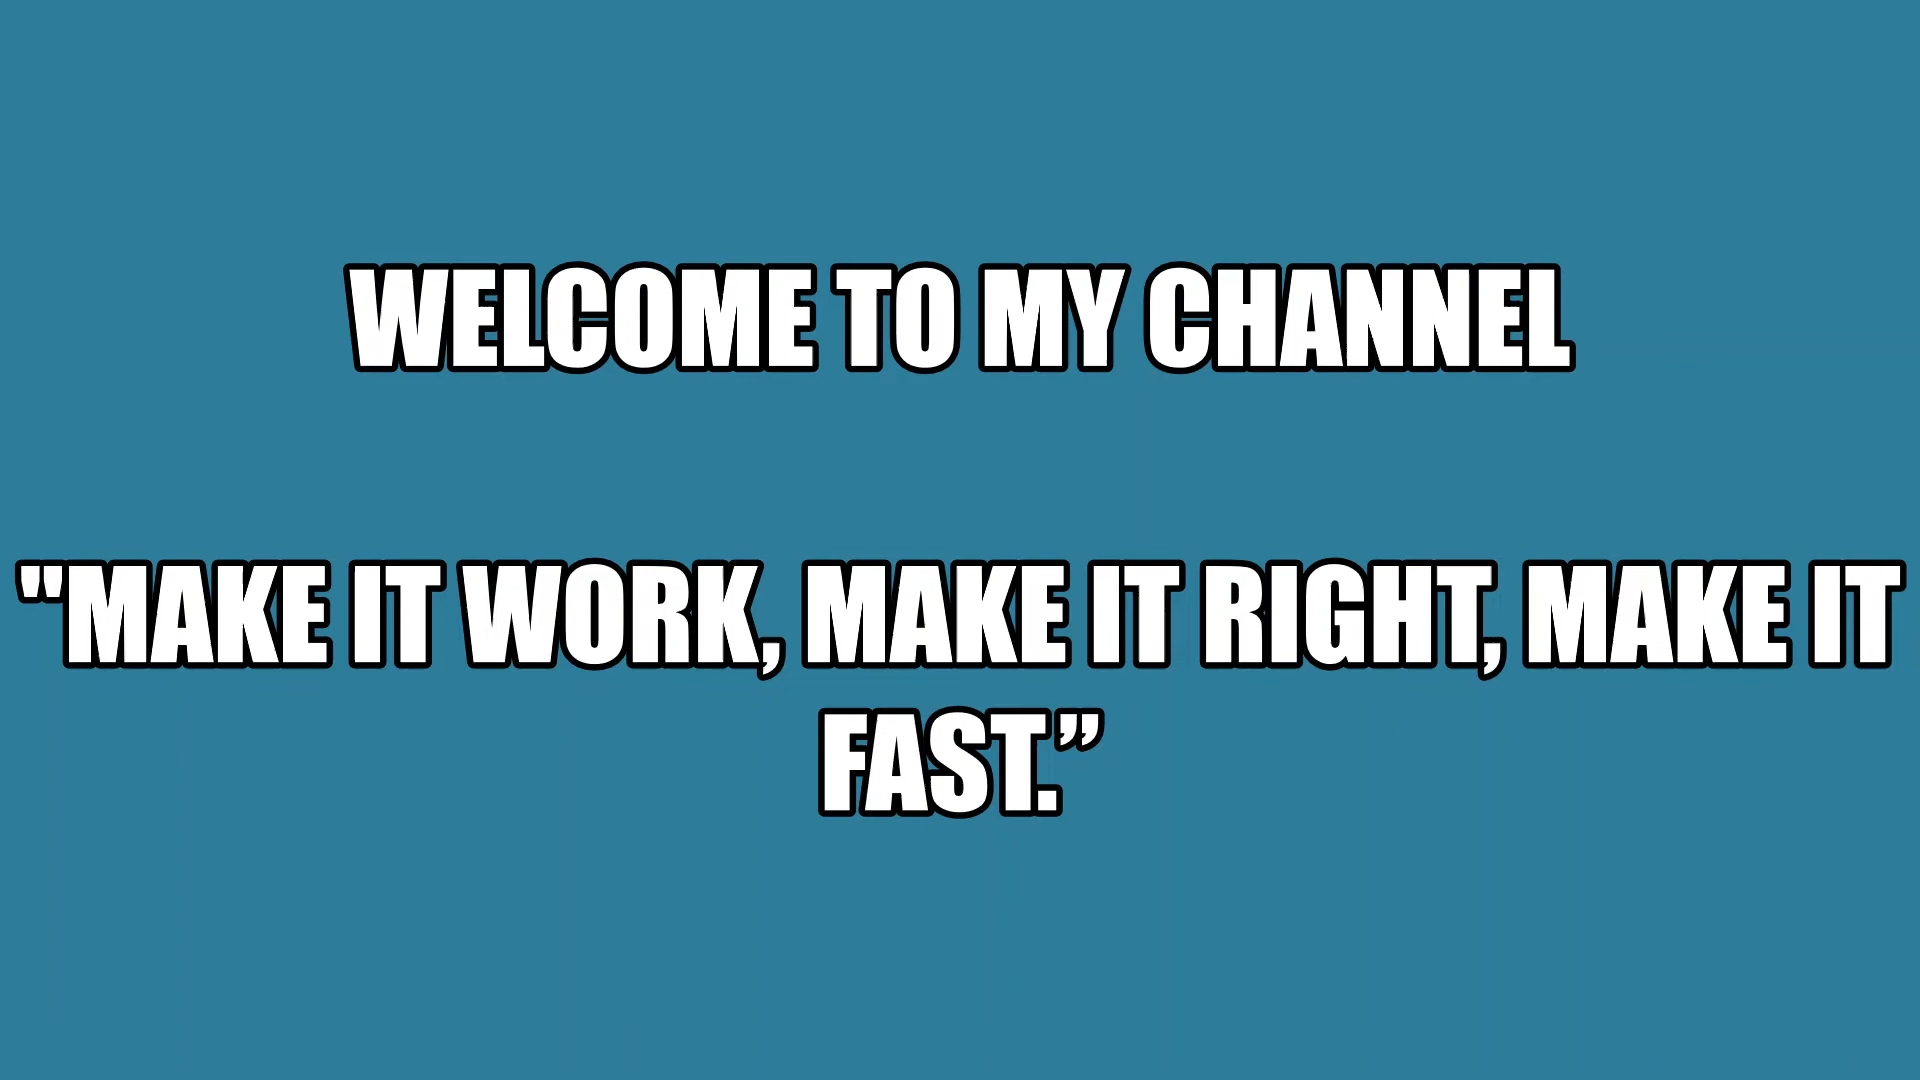 WELCOME TO MY CHANNEL
"MAKE IT WORK, MAKE IT RIGHT, MAKE IT
FAST.”